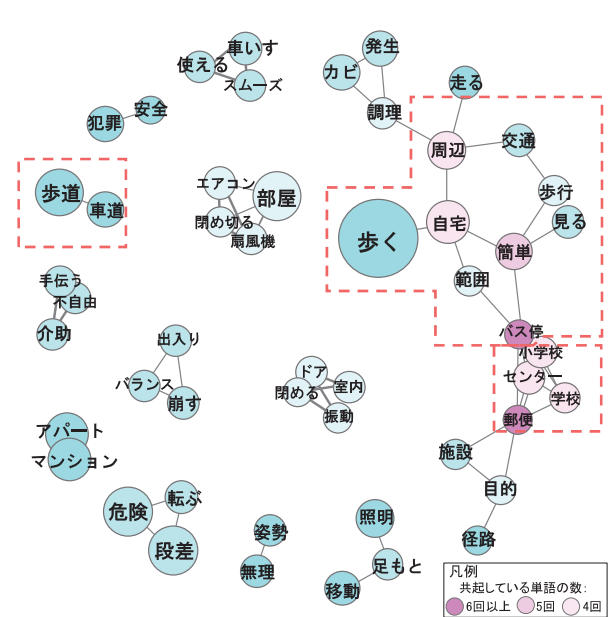 車いす
使える
スムーズ
発生
カビ
調理
走る
犯罪
安全
周辺
交通
歩道
車道
エアコン
部屋
閉め切る
扇風機
歩行
見る
自宅
歩く
簡単
範囲
手伝う
不自由
介助
バス停
小学校
センター
学校
郵便
出入り
バランス
崩す
ドア
室内
閉める
振動
アパート
マンション
施設
目的
経路
危険
転ぶ
段差
姿勢
無理
照明
足もと
移動
凡例
共起している単語の数:
6回以上 5回 4回